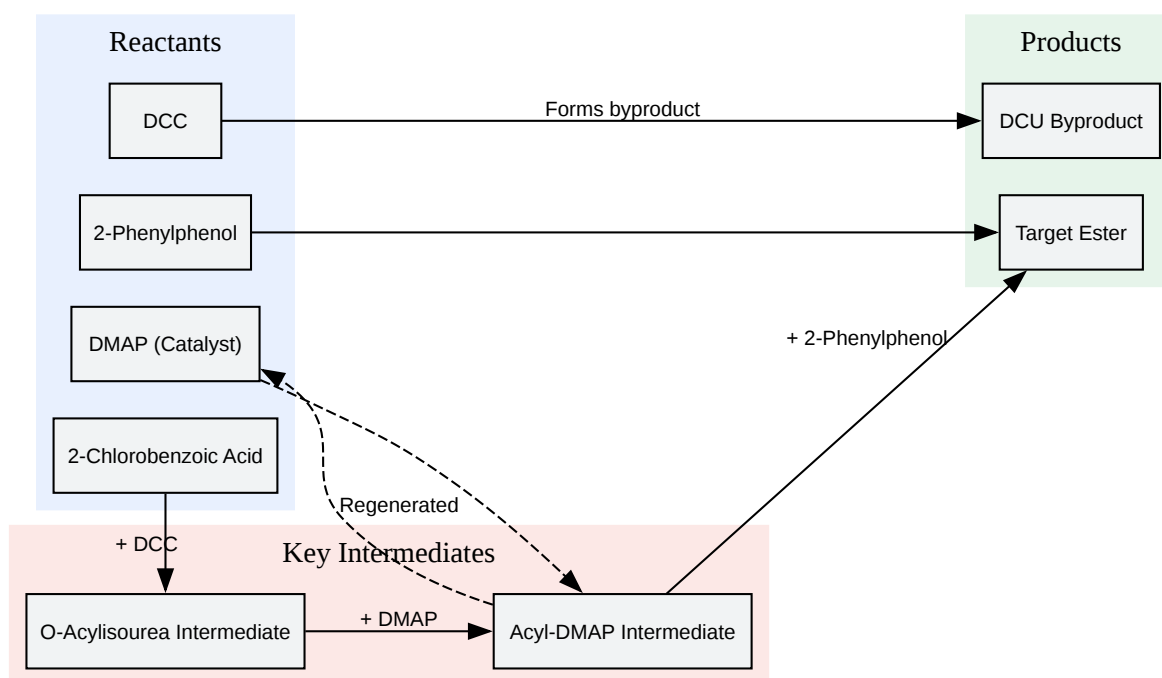 Reactants
Products
DCC
Forms byproduct
DCU Byproduct
2-Phenylphenol
Target Ester
DMAP (Catalyst)
+ 2-Phenylphenol
2-Chlorobenzoic Acid
Regenerated
+ DCC
Key Intermediates
O-Acylisourea Intermediate
+ DMAP
Acyl-DMAP Intermediate